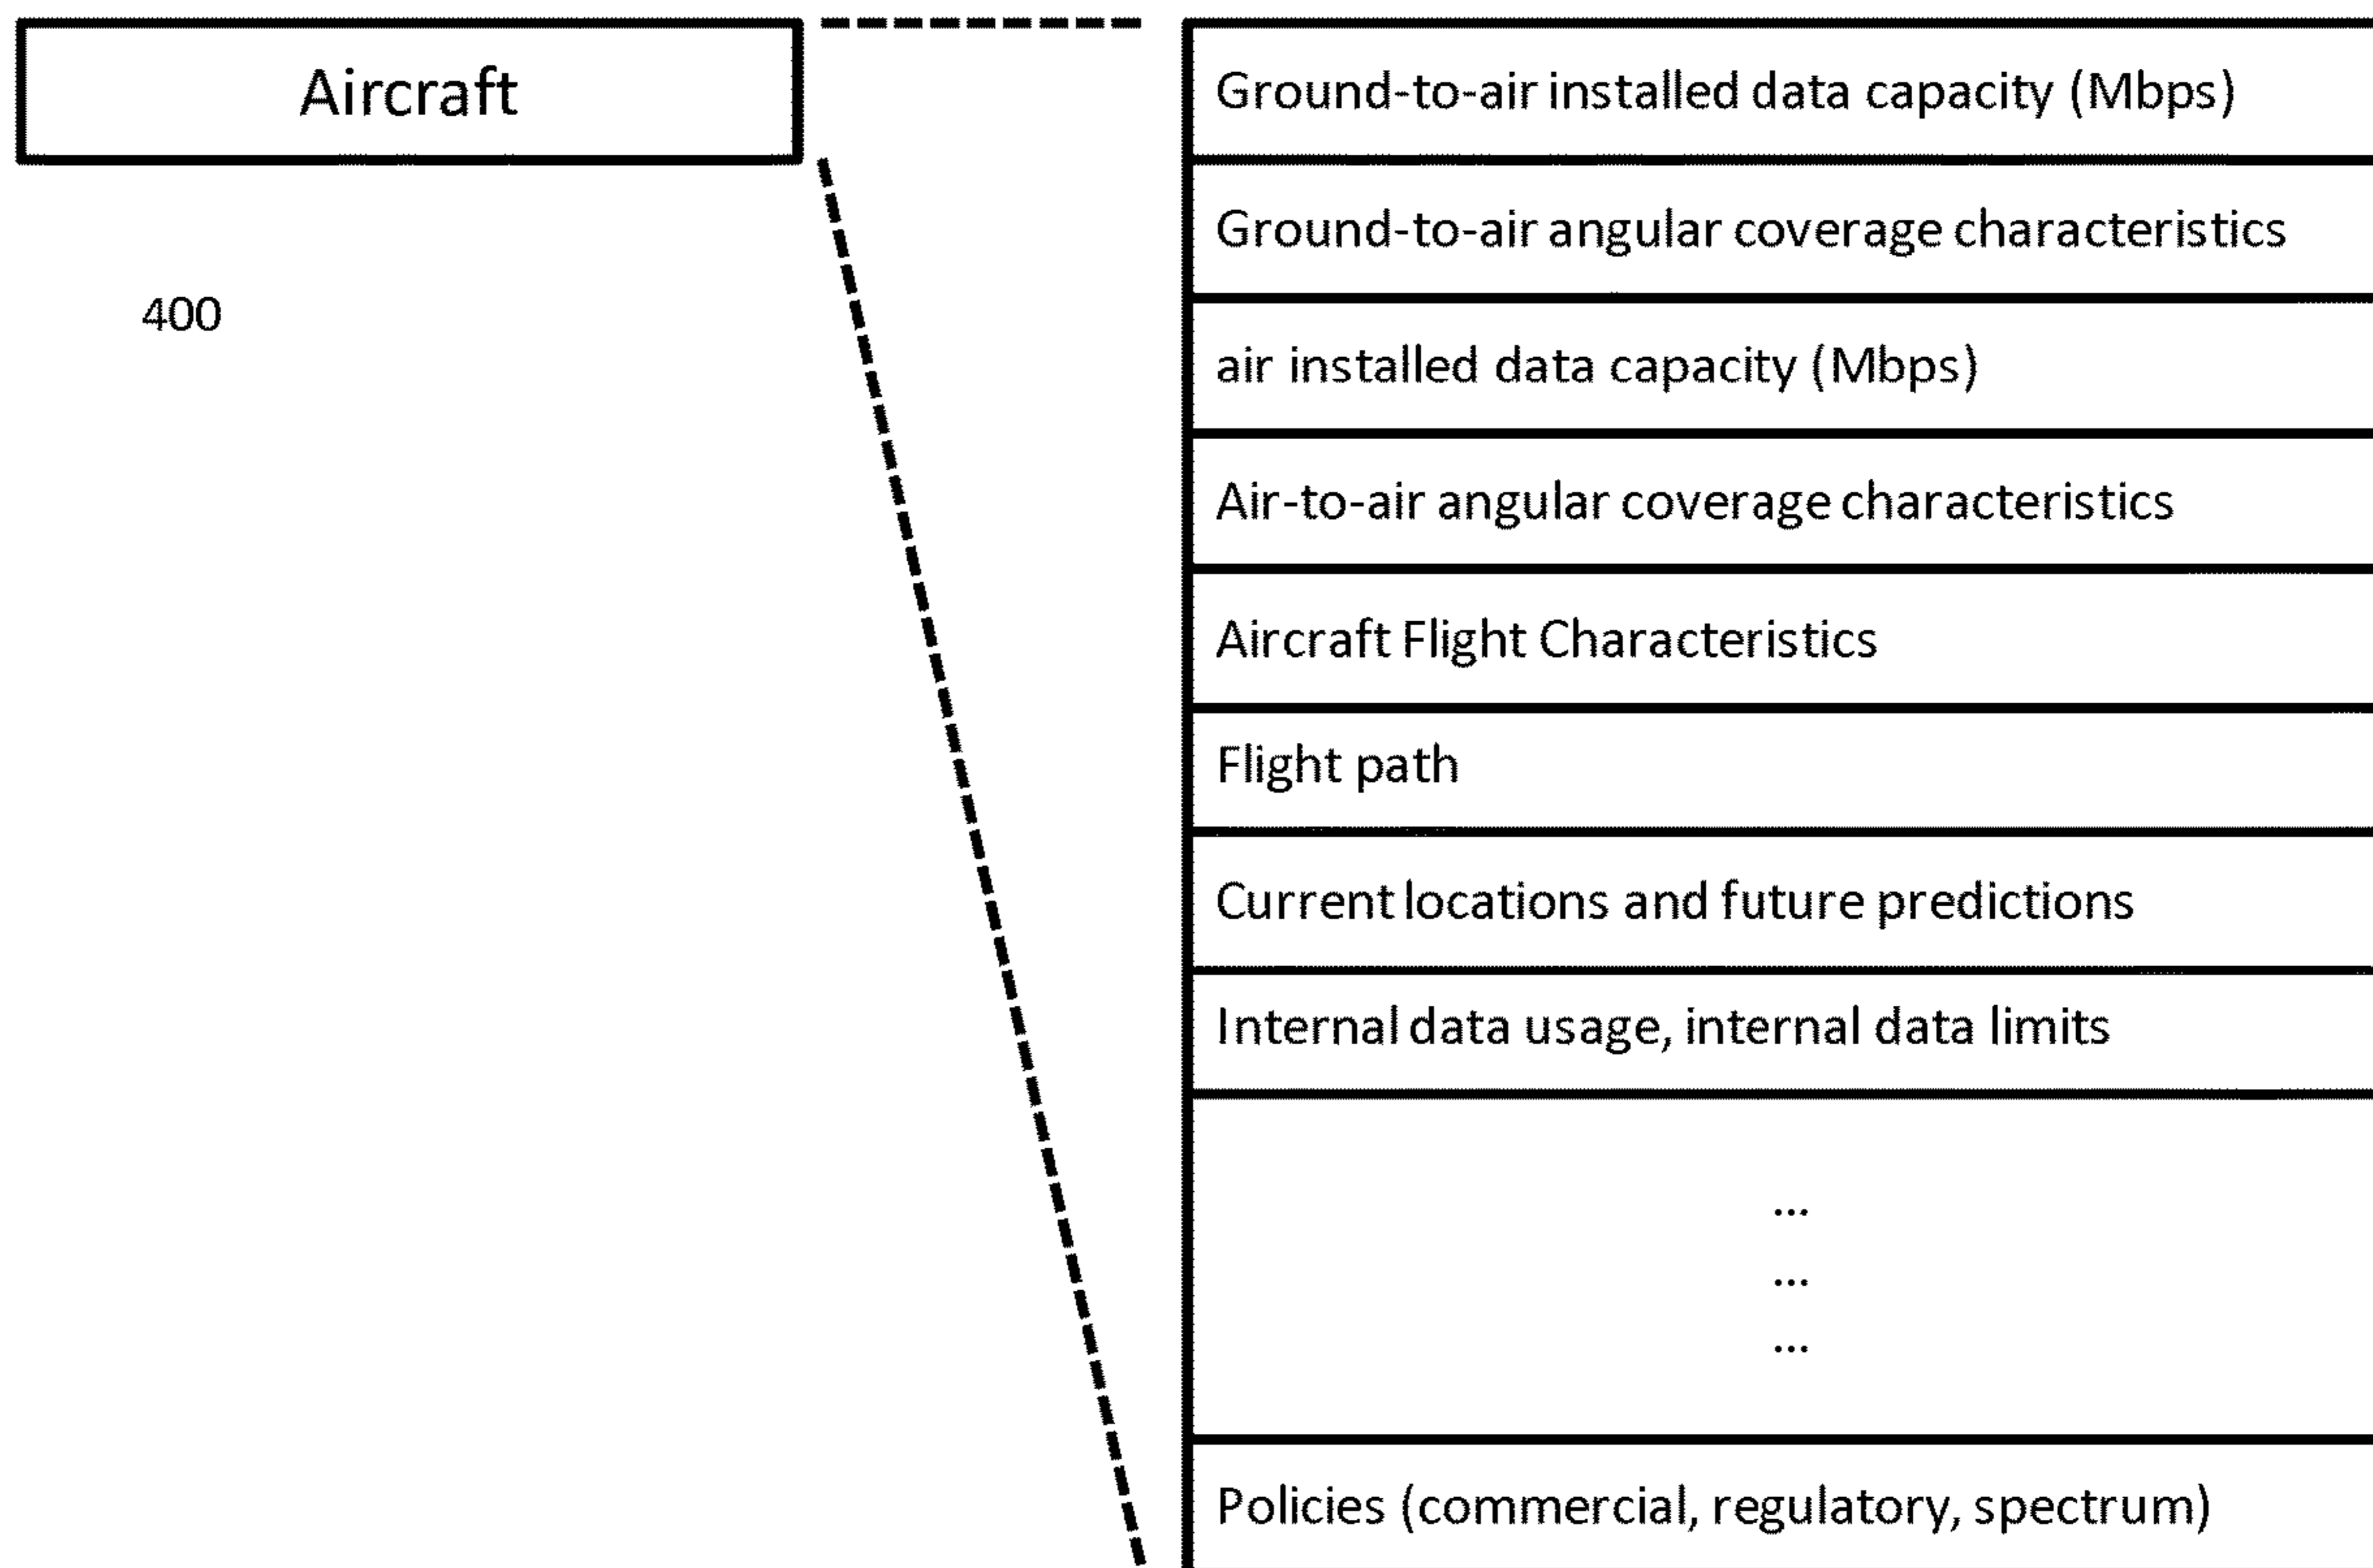 Aircraft
400
Ground-to-air installed data capacity (Mbps)
Ground-to-air angular coverage characteristics
air installed data capacity (Mbps)
Air-to-air angular coverage characteristics
Aircraft Flight Characteristics
Flight path
Current locations and future predictions
Internal data usage, internal data limits
...
...
...
Policies (commercial, regulatory, spectrum)